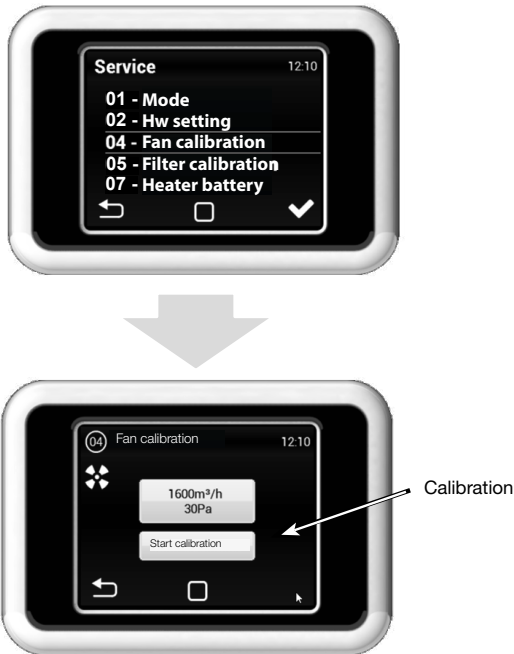 Service 12:10
01 - Mode
02 - Hw setting
04 - Fan calibration
05 - Filter calibration
07 - Heater battery
04 Fan calibration 12:10
1600m³/h
30Pa
Start calibration
Calibration